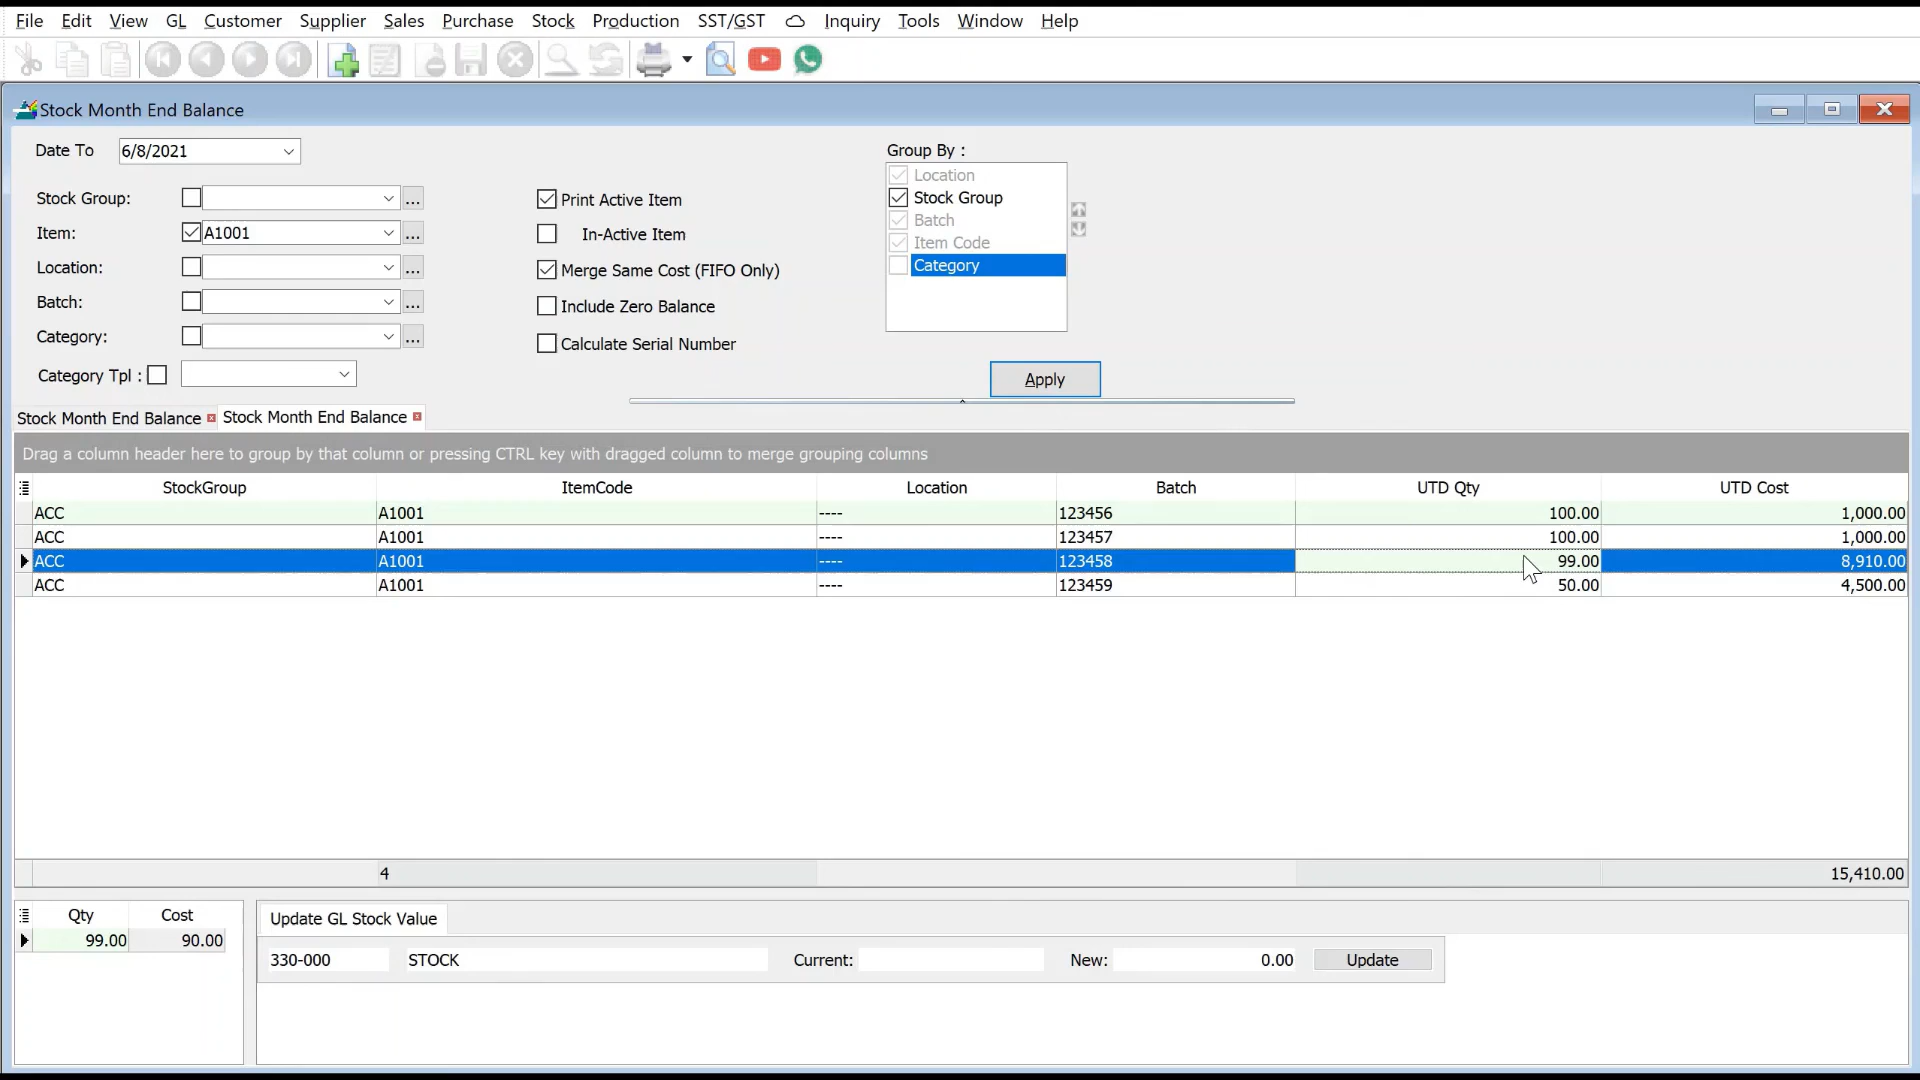 File Edit View GL Customer Supplier Sales Purchase Stock Production SST/GST Inquiry Tools Window Help
Stock Month End Balance
Date To 6/8/2021
Group By :
Location
Stock Group: ... Print Active Item Stock Group
Batch
Item: A1001 ... In-Active Item
Item Code
Location: ... Merge Same Cost (FIFO Only) Category
Batch: ... Include Zero Balance
Category: ... Calculate Serial Number
Category Tpl : Apply
Stock Month End Balance Stock Month End Balance
Drag a column header here to group by that column or pressing CTRL key with dragged column to merge grouping columns
StockGroup ItemCode Location Batch UTD Qty UTD Cost
ACC A1001 ---- 123456 100.00 1,000.00
ACC A1001 ---- 123457 100.00 1,000.00
ACC A1001 ---- 123458 99.00 8,910.00
ACC A1001 ---- 123459 50.00 4,500.00
4 15,410.00
Qty Cost Update GL Stock Value
99.00 90.00
330-000 STOCK Current: New: 0.00 Update